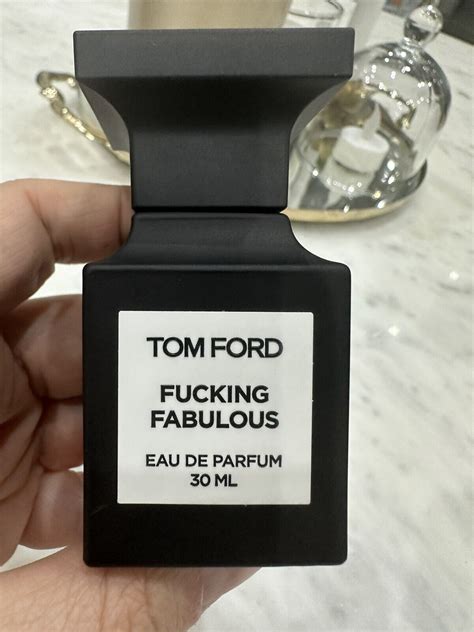 TOM FORD
FUCKING
FABULOUS
EAU DE PARFUM
30 ML